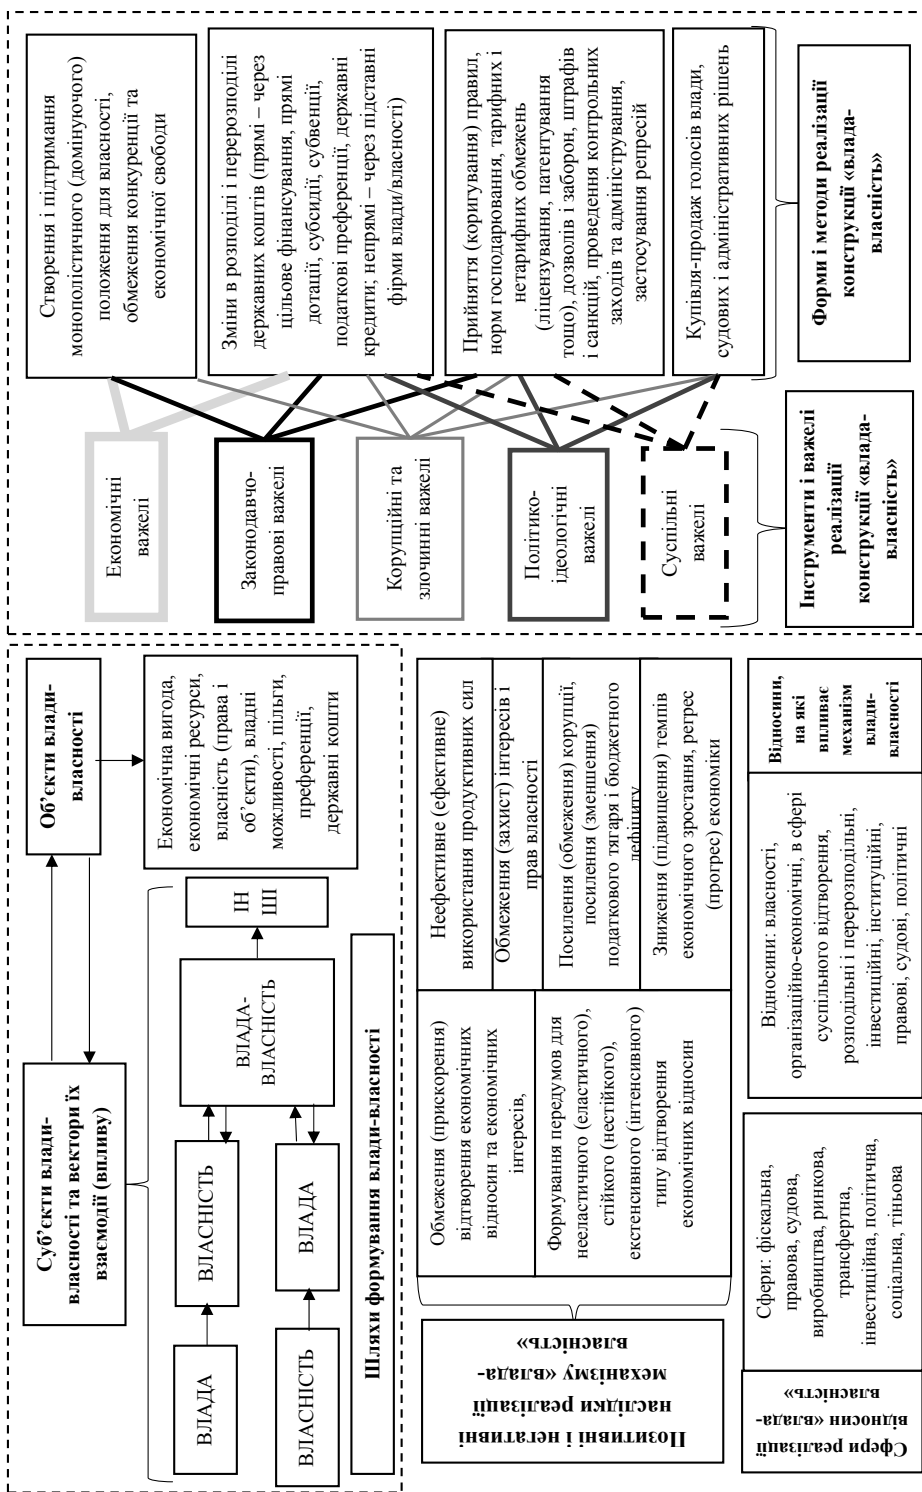 Суб’єкти влади-
власності та вектори їх
взаємодії (впливу)
Об’єкти влади-
власності
ВЛАДА
ВЛАСНІСТЬ
ВЛАСНІСТЬ
ВЛАДА
ВЛАДА-
ВЛАСНІСТЬ
ІН
ШІ
Економічна вигода,
економічні ресурси,
власність (права і
об’єкти), владні
можливості, пільги,
преференції,
державні кошти
Шляхи формування влади-власності
Позитивні і негативні
наслідки реалізації
механізму «влада-
власність»
Обмеження (прискорення)
відтворення економічних
відносин та економічних
інтересів,
Формування передумов для
нееластичного (еластичного),
стійкого (нестійкого),
екстенсивного (інтенсивного)
типу відтворення
економічних відносин
Неефективне (ефективне)
використання продуктивних сил
Обмеження (захист) інтересів і
прав власності
Посилення (обмеження) корупції,
посилення (зменшення)
податкового тягаря і бюджетного
дефіциту
Зниження (підвищення) темпів
економічного зростання, регрес
(прогрес) економіки
Сфери реалізації
відносин «влада-
власність»
Сфери: фіскальна,
правова, судова,
виробництва, ринкова,
трансфертна,
інвестиційна, політична,
соціальна, тіньова
Відносини: власності,
організаційно-економічні, в сфері
суспільного відтворення,
розподільні і перерозподільні,
інвестиційні, інституційні,
правові, судові, політичні
Відносини,
на які
впливає
механізм
влади-
власності
Економічні
важелі
Законодавчо-
правові важелі
Корупційні та
злочинні важелі
Політико-
ідеологічні
важелі
Суспільні
важелі
Інструменти і важелі
реалізації
конструкції «влада-
власність»
Створення і підтримання
монополістичного (домінуючого)
положення для власності,
обмеження конкуренції та
економічної свободи
Зміни в розподілі і перерозподілі
державних коштів (прямі – через
цільове фінансування, прямі
дотації, субсидії, субвенції,
податкові преференції, державні
кредити; непрямі – через підставні
фірми влади/власності)
Прийняття (коригування) правил,
норм господарювання, тарифних і
нетарифних обмежень
(ліцензування, патентування
тощо), дозволів і заборон, штрафів
і санкцій, проведення контрольних
заходів та адміністрування,
застосування репресій
Купівля-продаж голосів влади,
судових і адміністративних рішень
Форми і методи реалізації
конструкції «влада-
власність»